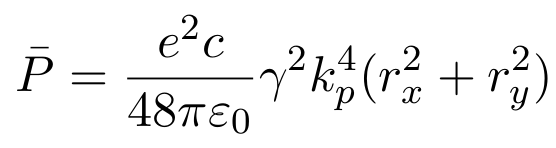 $\bar{P} = \frac{e^2 c}{48\pi\varepsilon_0}\gamma^2 k_p^4 (r_x^2 + r_y^2)$